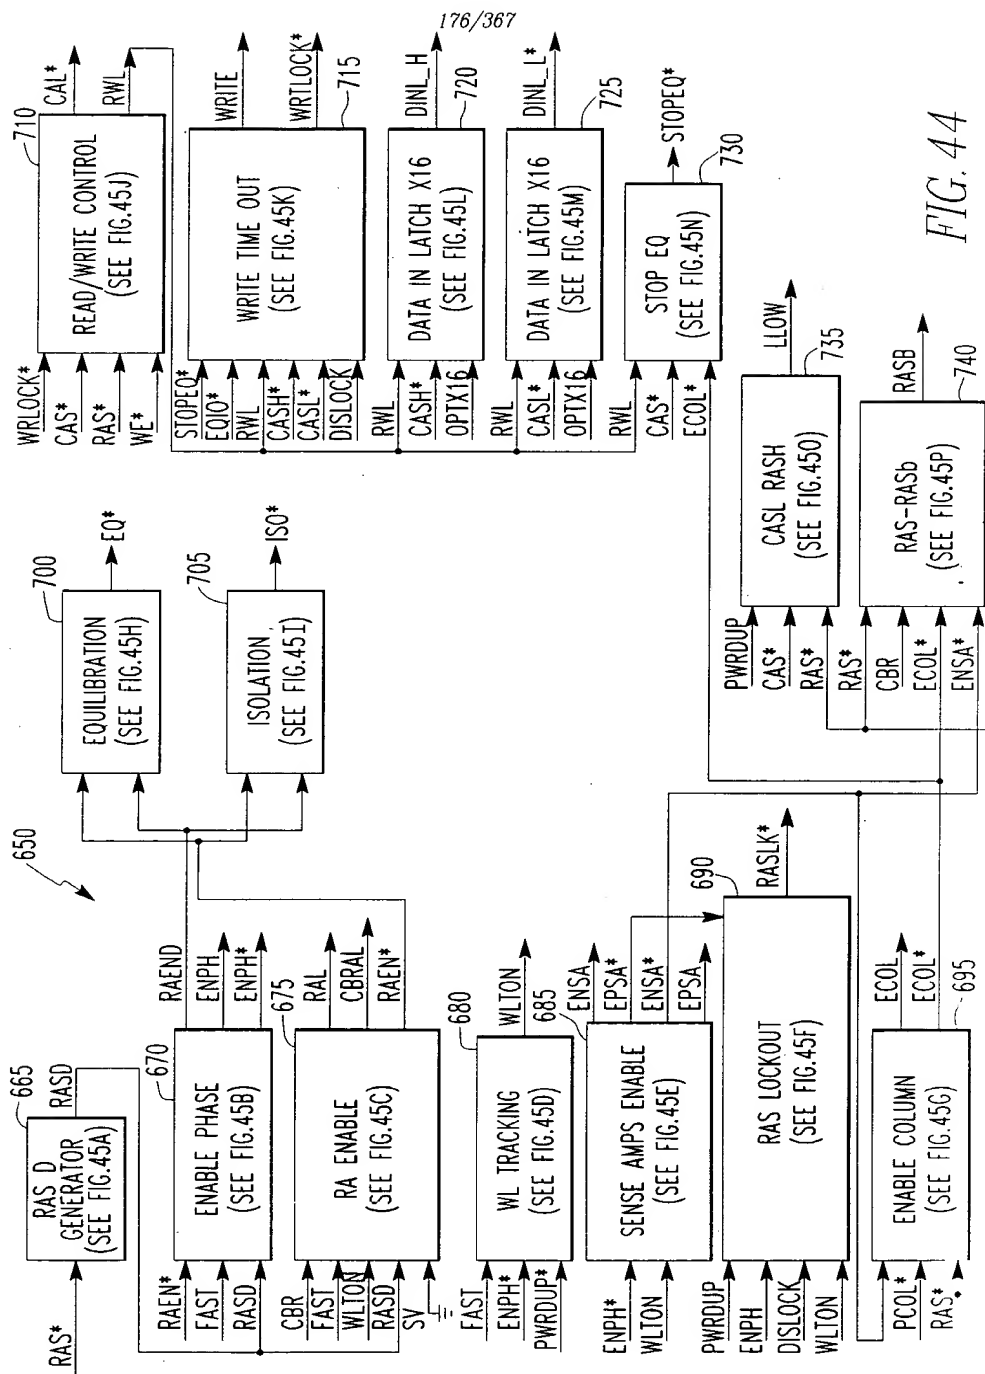 176/367
650
RAS*
665
RAS D
GENERATOR
(SEE FIG.45A)
RASD
RAEN*
FAST
RASD
670
ENABLE PHASE
(SEE FIG.45B)
RAEND
ENPH
ENPH*
CBR
FAST
WLTON
RASD
SV
675
RA ENABLE
(SEE FIG.45C)
RAL
CBRAL
RAEN*
FAST
ENPH*
PWRDUP*
680
WL TRACKING
(SEE FIG.45D)
WLTON
ENPH*
WLTON
685
SENSE AMPS ENABLE
(SEE FIG.45E)
ENSA
EPSA*
ENSA*
EPSA
PWRDUP
ENPH
DISLOCK
WLTON
690
RAS LOCKOUT
(SEE FIG.45F)
RASLK*
PCOL*
RAS*
ENABLE COLUMN
(SEE FIG.45G)
695
ECOL
ECOL*
700
EQUILIBRATION
(SEE FIG.45H)
EQ*
705
ISOLATION
(SEE FIG.45I)
ISO*
WRLOCK*
CAS*
RAS*
WE*
710
READ/WRITE CONTROL
(SEE FIG.45J)
CAL*
RWL
STOPEQ*
EQIO*
RWL
CASH*
CASL*
DISLOCK
WRITE TIME OUT
(SEE FIG.45K)
WRITE
WRTLOCK*
715
RWL
CASH*
OPTX16
DATA IN LATCH X16
(SEE FIG.45L)
DINL_H
720
RWL
CASL*
OPTX16
DATA IN LATCH X16
(SEE FIG.45M)
DINL_L*
725
RWL
CAS*
ECOL*
STOP EQ
(SEE FIG.45N)
STOPEQ*
730
PWRDUP
CAS*
RAS*
CASL RASH
(SEE FIG.45O)
LLOW
735
RAS*
CBR
ECOL*
ENSA*
RAS-RASb
(SEE FIG.45P)
RASB
740
FIG. 44